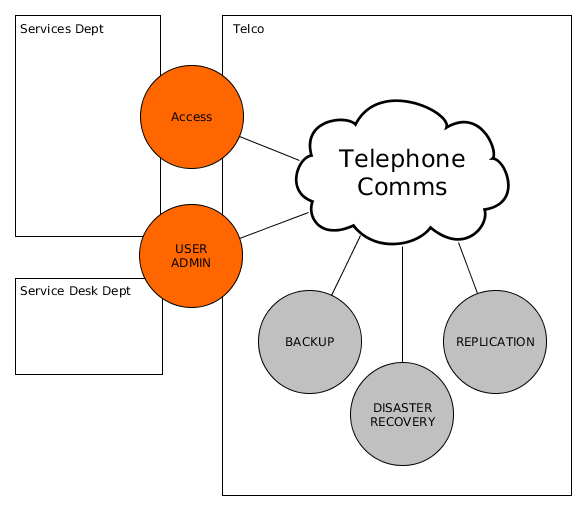 Services Dept
Telco
Access
Telephone
Comms
USER
ADMIN
Service Desk Dept
BACKUP
REPLICATION
DISASTER
RECOVERY